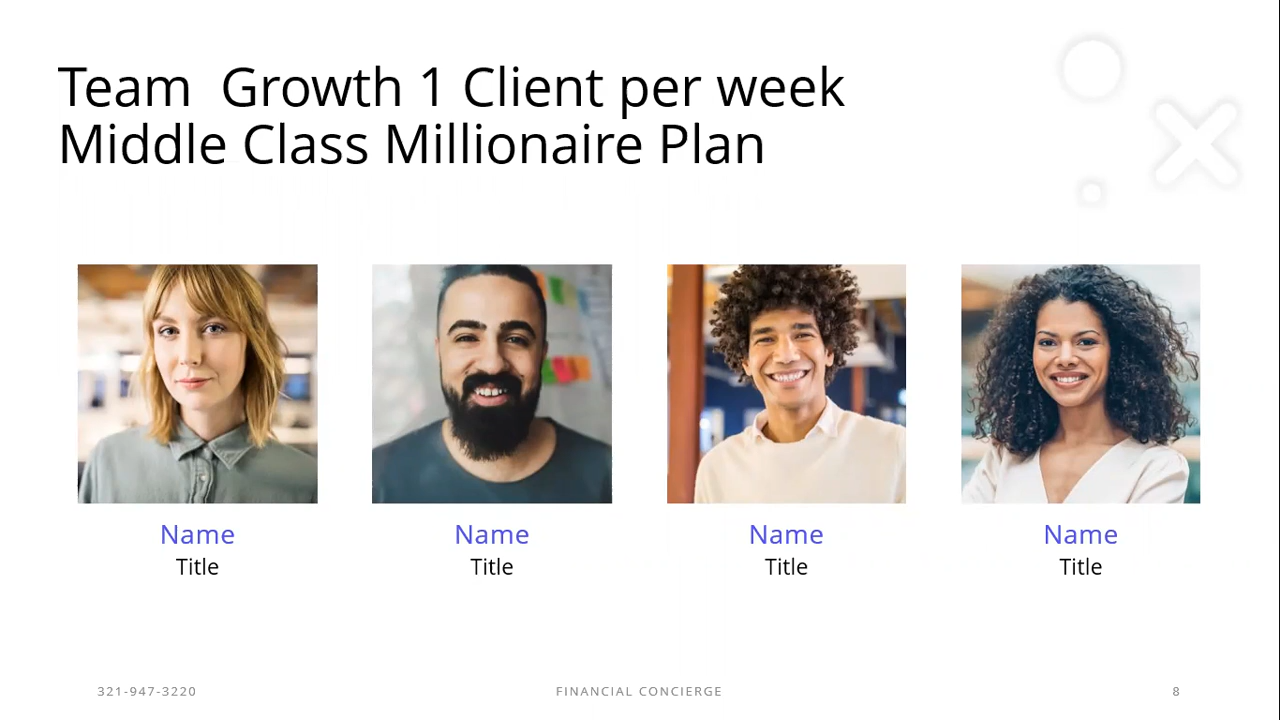 Team  Growth 1 Client per week
Middle Class Millionaire Plan
Name
Title
Name
Title
Name
Title
Name
Title
321-947-3220
FINANCIAL CONCIERGE
8